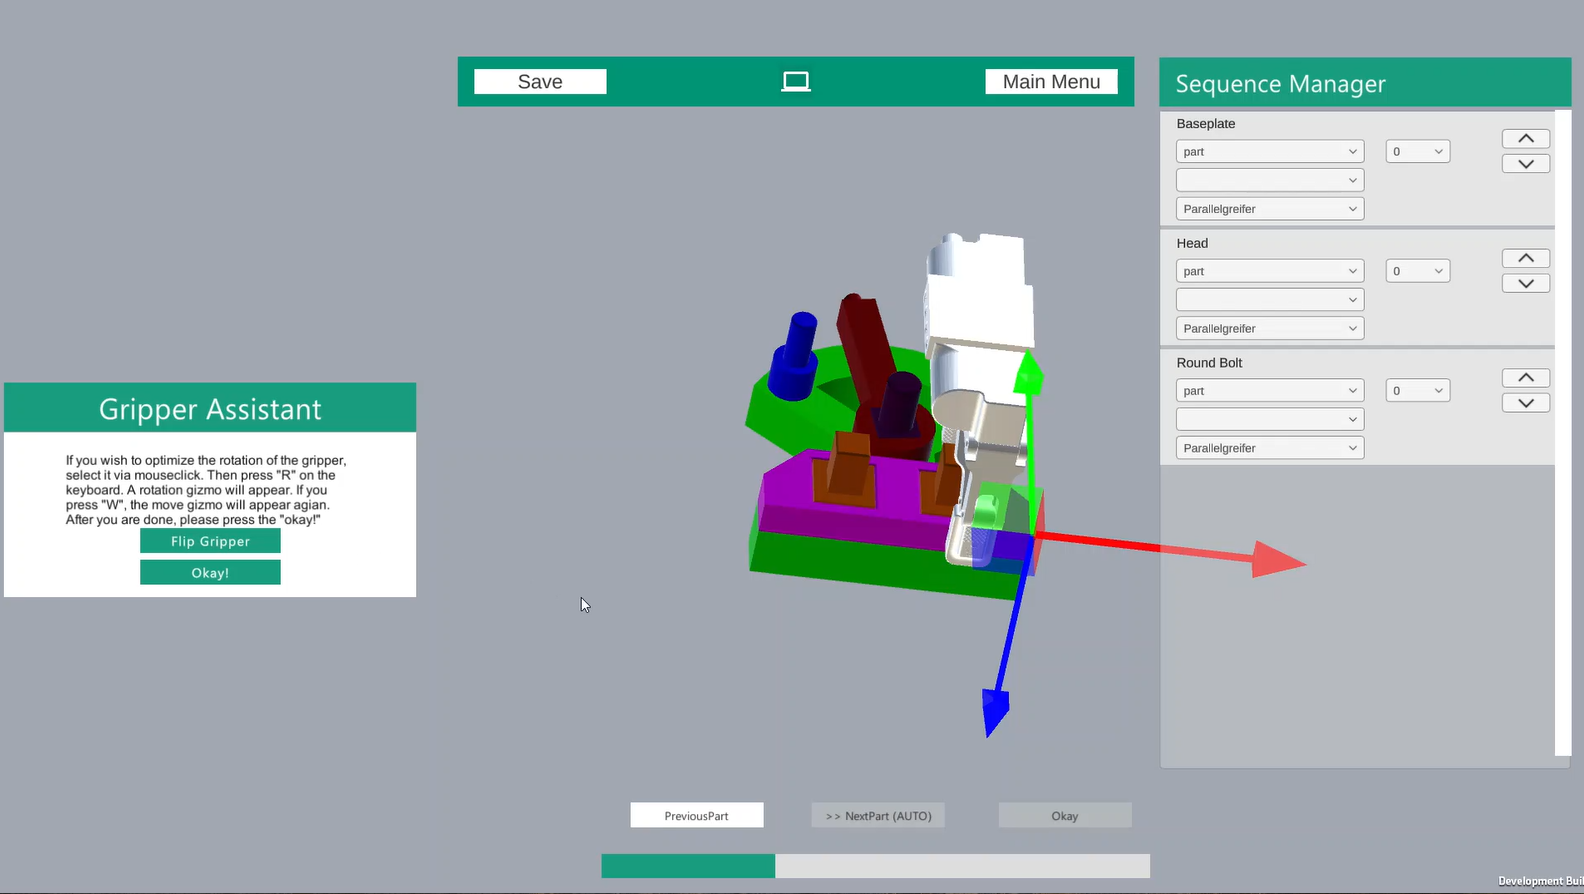 Save
Main Menu
Sequence Manager
Baseplate
part
0
Parallelgreifer
Head
part
0
Parallelgreifer
Round Bolt
part
0
Parallelgreifer
Gripper Assistant
If you wish to optimize the rotation of the gripper,
select it via mouseclick. Then press "R" on the
keyboard. A rotation gizmo will appear. If you
press "W", the move gizmo will appear agian.
After you are done, please press the "okay!"
Flip Gripper
Okay!
PreviousPart
>> NextPart (AUTO)
Okay
Development Buil